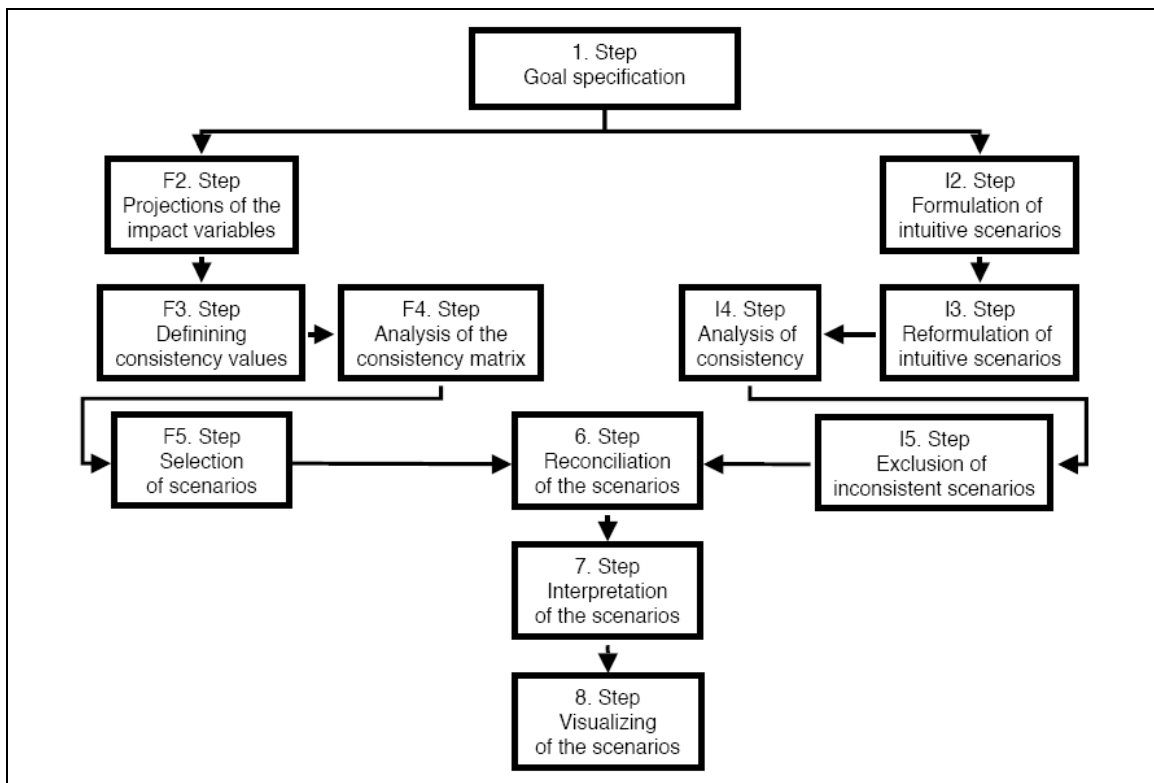 1. Step
Goal specification
F2. Step
Projections of the
impact variables
I2. Step
Formulation of
intuitive scenarios
F3. Step
Definining
consistency values
F4. Step
Analysis of the
consistency matrix
I4. Step
Analysis of
consistency
I3. Step
Reformulation of
intuitive scenarios
F5. Step
Selection
of scenarios
6. Step
Reconciliation
of the scenarios
I5. Step
Exclusion of
inconsistent scenarios
7. Step
Interpretation
of the scenarios
8. Step
Visualizing
of the scenarios